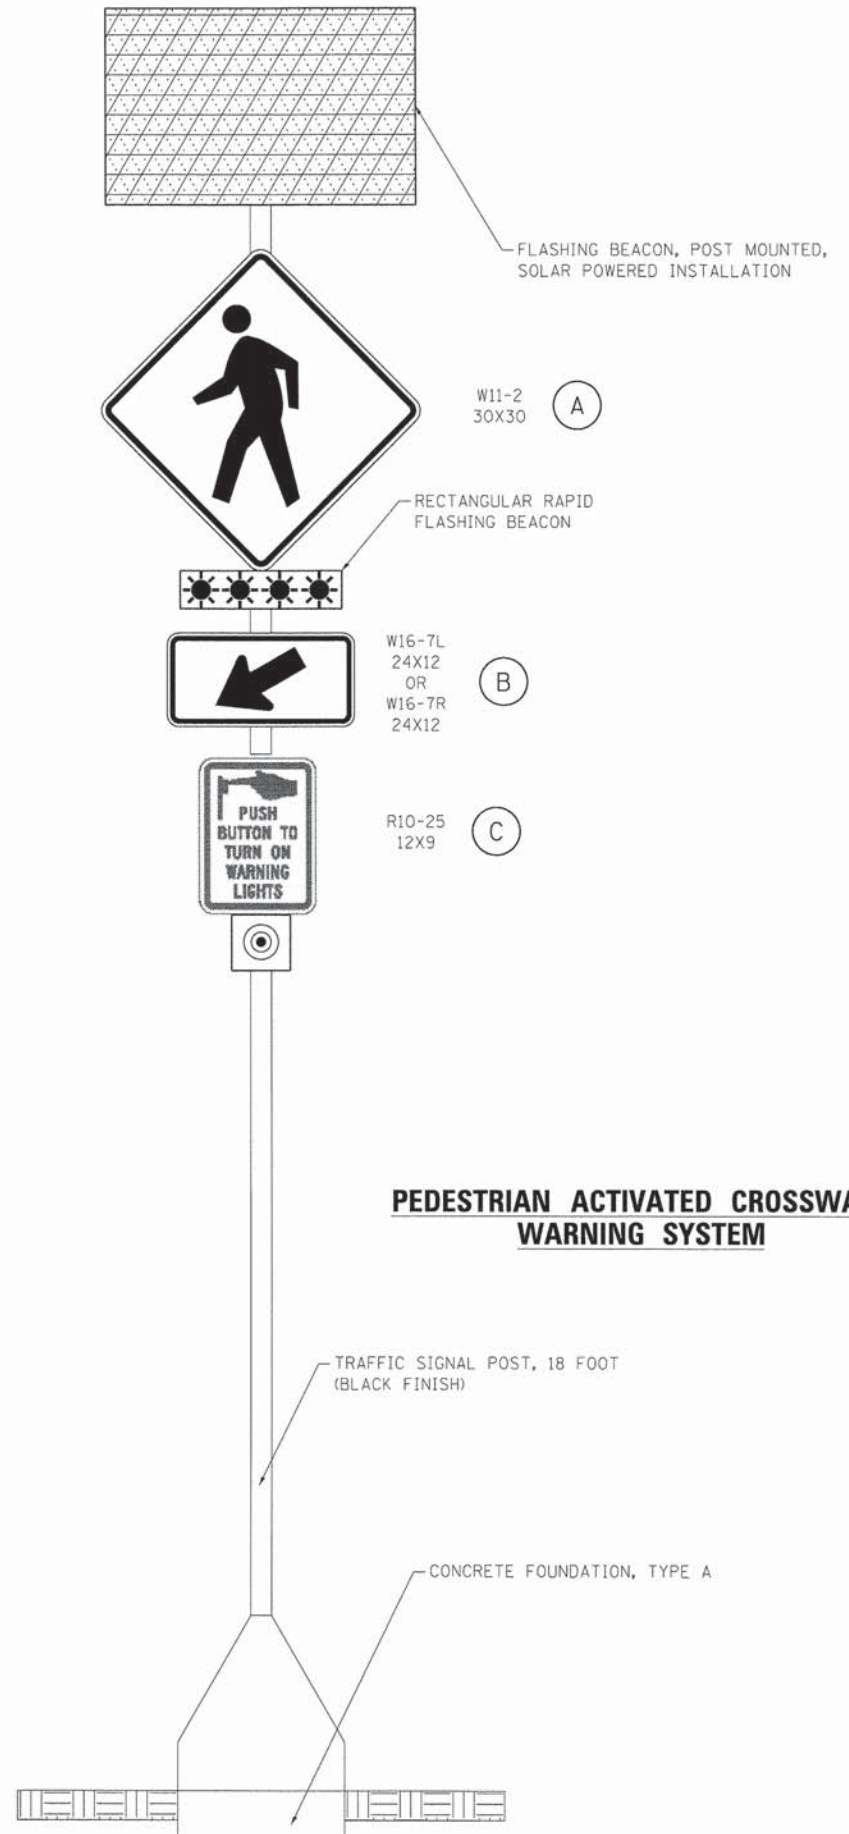 FLASHING BEACON, POST MOUNTED,
SOLAR POWERED INSTALLATION
W11-2
30X30
A
RECTANGULAR RAPID
FLASHING BEACON
W16-7L
24X12
OR
W16-7R
24X12
B
PUSH
BUTTON TO
TURN ON
WARNING
LIGHTS
R10-25
12X9
C
PEDESTRIAN ACTIVATED CROSSWA
WARNING SYSTEM
TRAFFIC SIGNAL POST, 18 FOOT
(BLACK FINISH)
CONCRETE FOUNDATION, TYPE A